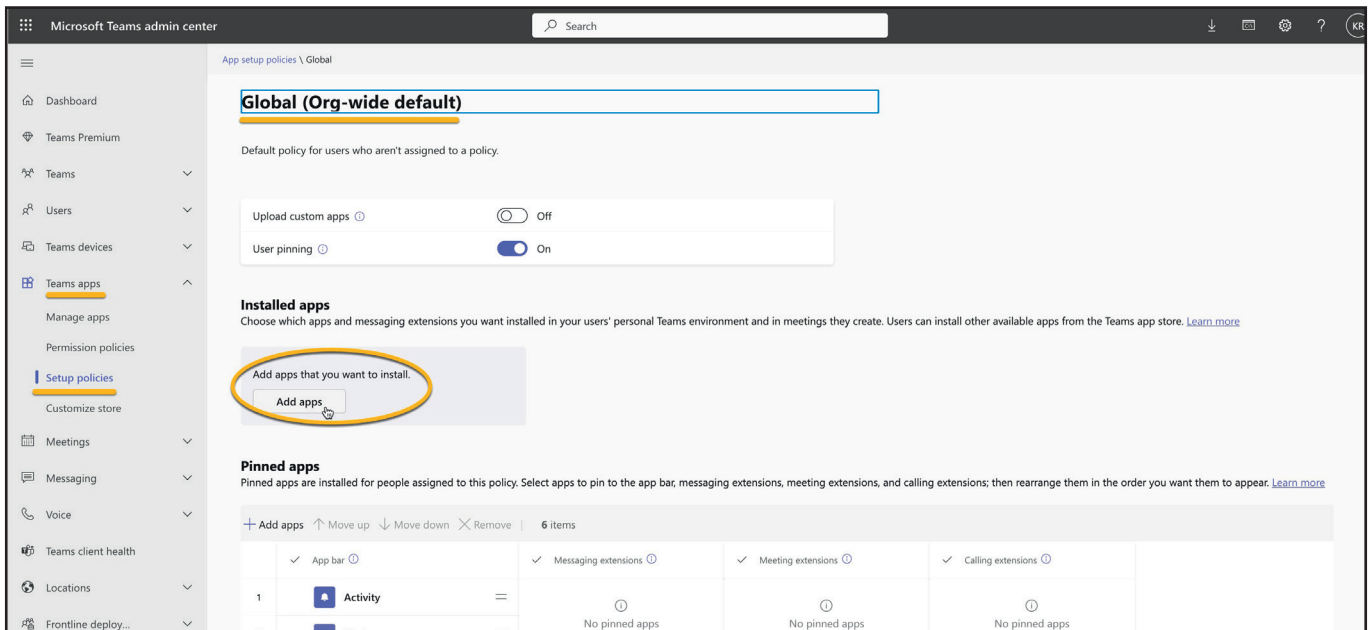 Microsoft Teams admin center
Search
KR
App setup policies \ Global
Dashboard
Teams Premium
Teams
Users
Teams devices
Teams apps
Manage apps
Permission policies
Setup policies
Customize store
Meetings
Messaging
Voice
Teams client health
Locations
Frontline deploy...
Global (Org-wide default)
Default policy for users who aren't assigned to a policy.
Upload custom apps Off
User pinning On
Installed apps
Choose which apps and messaging extensions you want installed in your users' personal Teams environment and in meetings they create. Users can install other available apps from the Teams app store. Learn more
Add apps that you want to install.
Add apps
Pinned apps
Pinned apps are installed for people assigned to this policy. Select apps to pin to the app bar, messaging extensions, meeting extensions, and calling extensions; then rearrange them in the order you want them to appear. Learn more
Add apps Move up Move down Remove | 6 items
App bar Messaging extensions Meeting extensions Calling extensions
1 Activity
No pinned apps No pinned apps No pinned apps